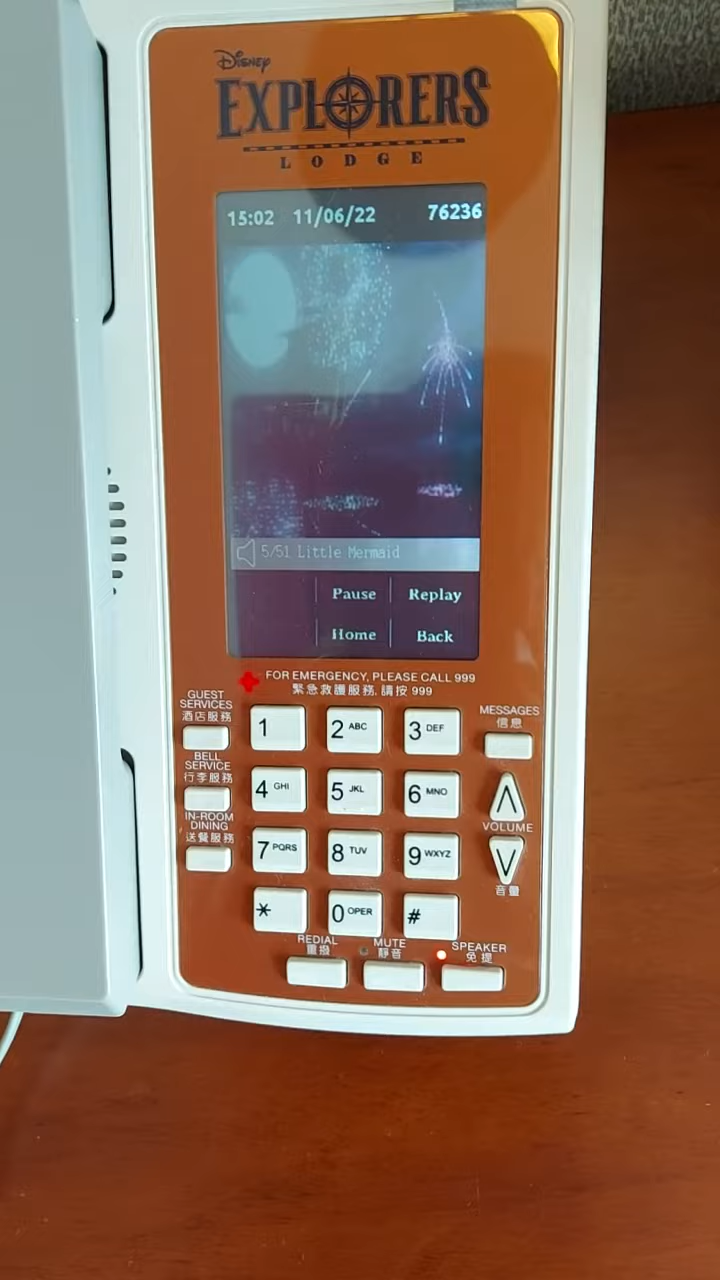 Disney
EXPLORERS
LODGE
15:02 11/06/22 76236
5/51 Little Mermaid
Pause Replay
Home Back
FOR EMERGENCY, PLEASE CALL 999
緊急救護服務, 請按 999
GUEST
SERVICES
酒店服務
BELL
SERVICE
行李服務
IN-ROOM
DINING
送餐服務
1
2 ABC
3 DEF
4 GHI
5 JKL
6 MNO
7 PQRS
8 TUV
9 WXYZ
*
0 OPER
#
MESSAGES
信息
VOLUME
音量
REDIAL
重撥
MUTE
靜音
SPEAKER
免提